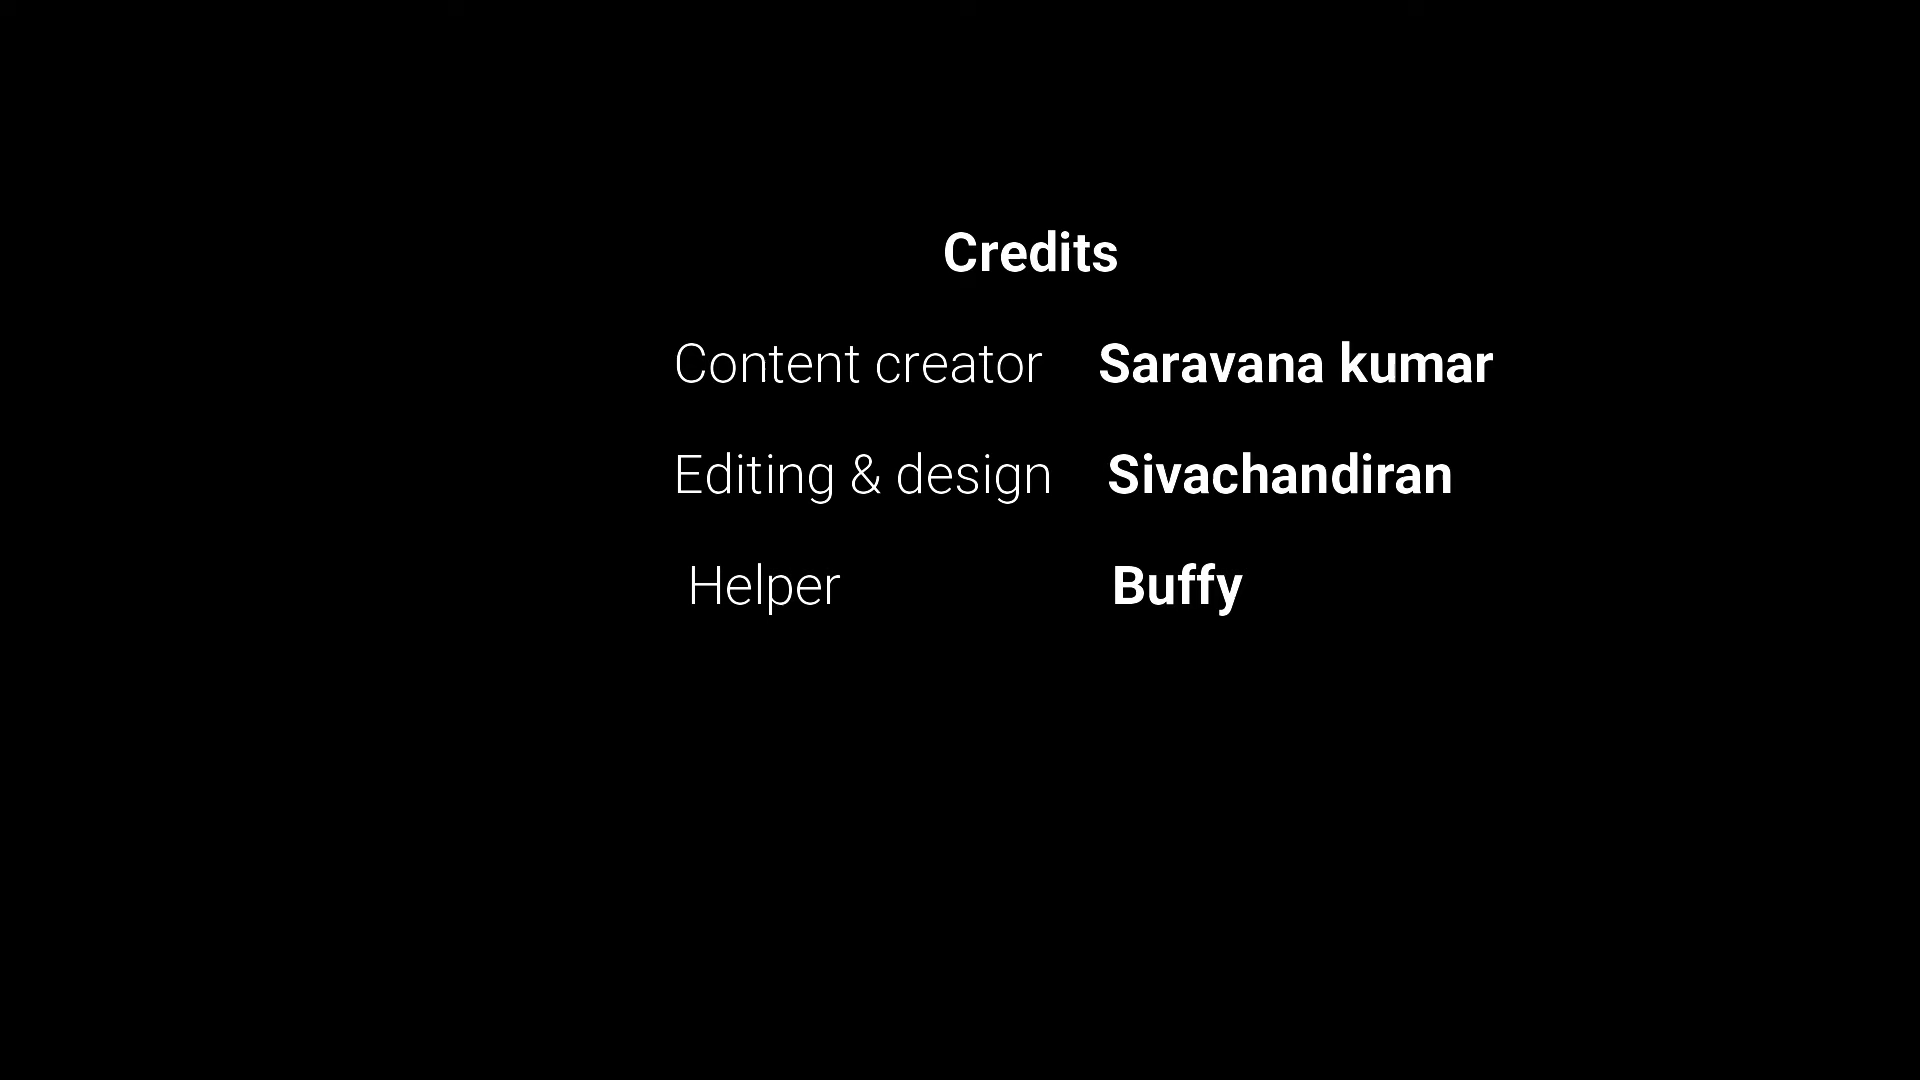 Credits
Content creator Saravana kumar
Editing & design Sivachandiran
Helper Buffy